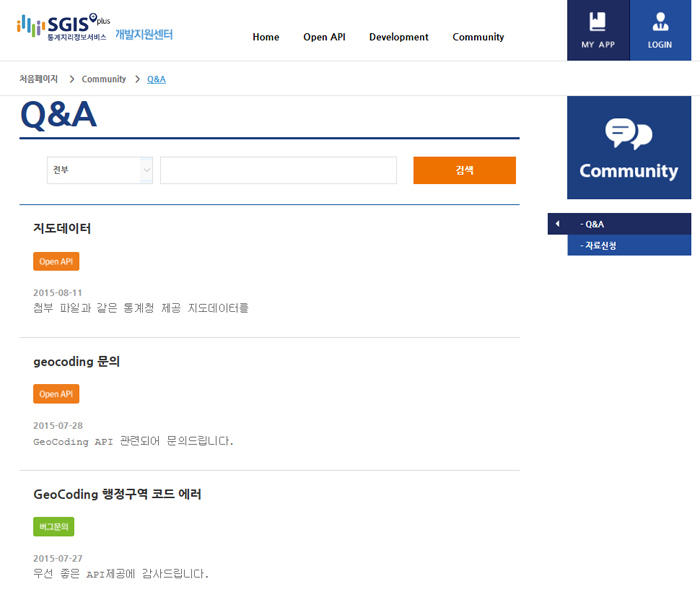 SGIS plus
통계지리정보서비스
개발지원센터
Home
Open API
Development
Community
MY APP
LOGIN
처음페이지 > Community > Q&A
Q&A
전부
검색
Community
- Q&A
- 자료신청
지도데이터
Open API
2015-08-11
첨부 파일과 같은 통계청 제공 지도데이터를
geocoding 문의
Open API
2015-07-28
GeoCoding API 관련되어 문의드립니다.
GeoCoding 행정구역 코드 에러
버그문의
2015-07-27
우선 좋은 API제공에 감사드립니다.